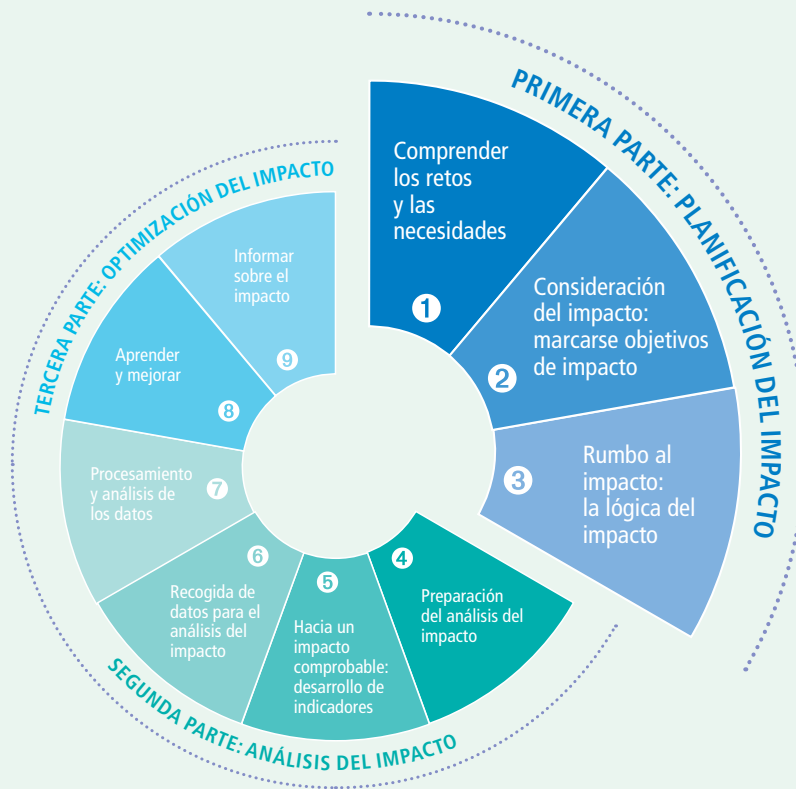 PRIMERA PARTE: PLANIFICACIÓN DEL IMPACTO
Comprender
los retos
y las
necesidades
1
Consideración
del impacto:
marcarse objetivos
de impacto
2
Rumbo al
impacto:
la lógica del
impacto
3
SEGUNDA PARTE: ANÁLISIS DEL IMPACTO
4
Preparación
del análisis del
impacto
5
Hacia un
impacto
comprobable:
desarrollo de
indicadores
6
Recogida de
datos para el
análisis del
impacto
TERCERA PARTE: OPTIMIZACIÓN DEL IMPACTO
7
Procesamiento
y análisis de
los datos
8
Aprender
y mejorar
9
Informar
sobre el
impacto